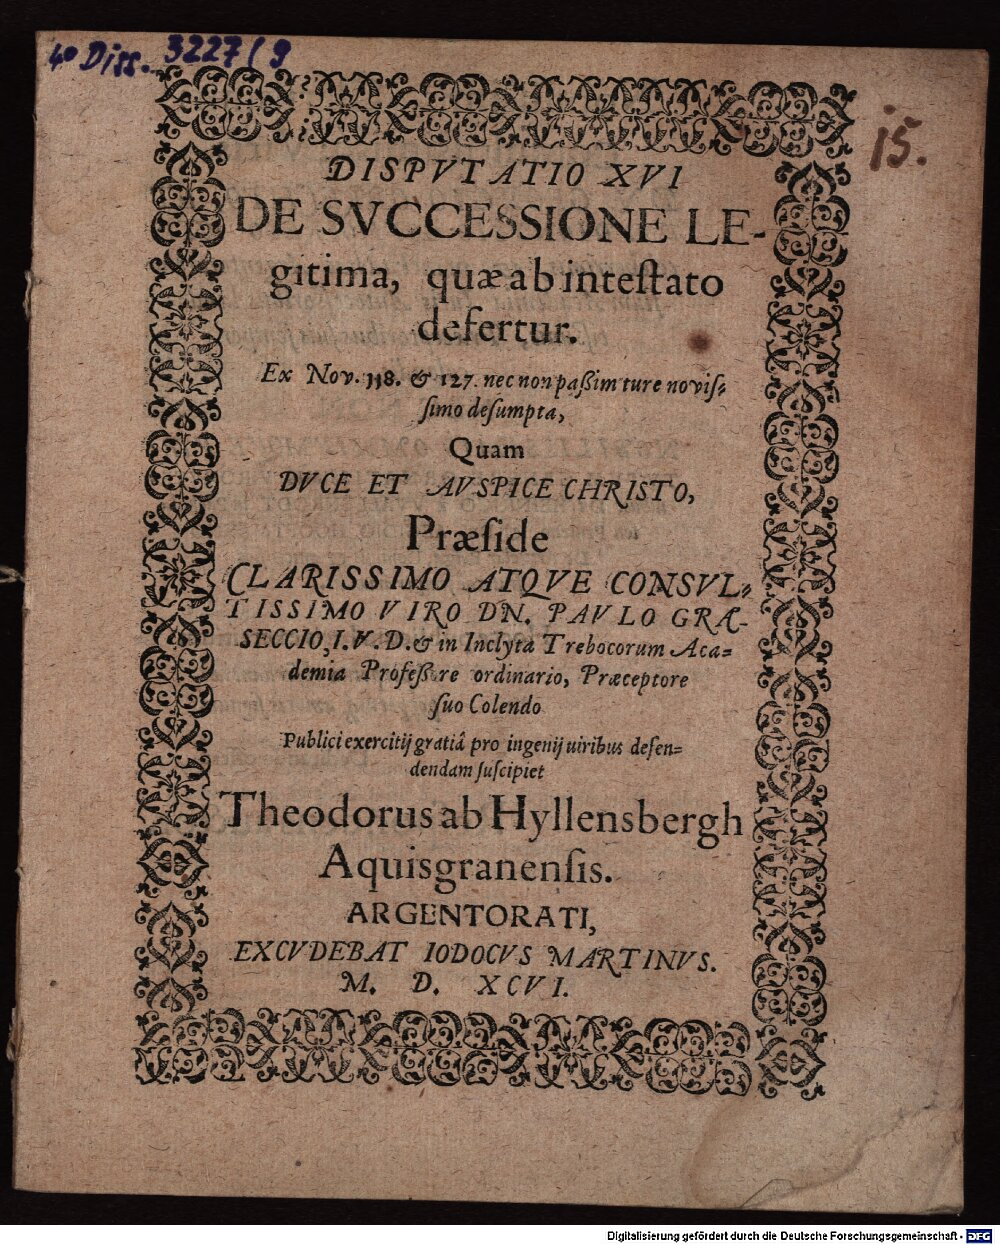 4° Diss. 3227 / 9
15.
DISPVTATIO XVI
DE SVCCESSIONE LE-
gitima, quæ ab intestato
defertur.
Ex Nov. 118. & 127. nec non paßim iure novis-
simo desumpta,
Quam
DVCE ET AVSPICE CHRISTO,
Præside
CLARISSIMO ATQVE CONSVL-
TISSIMO VIRO DN. PAVLO GRÆ-
SECCIO, I.V.D. & in Inclyta Trebocorum Aca-
demia Profeßore ordinario, Præceptore
suo Colendo
Publici exercitij gratiâ pro ingenij uiribus defen-
dendam suscipiet
Theodorus ab Hyllensbergh
Aquisgranensis.
ARGENTORATI,
EXCVDEBAT IODOCVS MARTINVS.
M. D. XCVI.
Digitalisierung gefördert durch die Deutsche Forschungsgemeinschaft - DFG